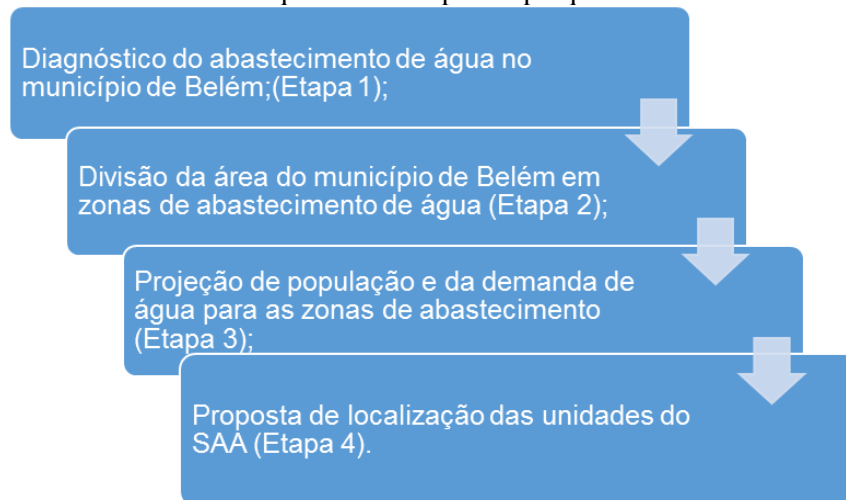 Diagnóstico do abastecimento de água no
município de Belém;(Etapa 1);
Divisão da área do município de Belém em
zonas de abastecimento de água (Etapa 2);
Projeção de população e da demanda de
água para as zonas de abastecimento
(Etapa 3);
Proposta de localização das unidades do
SAA (Etapa 4).